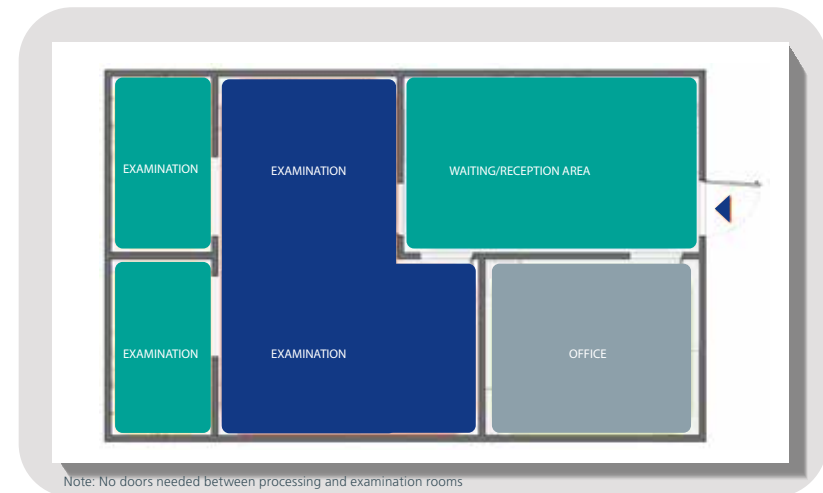 EXAMINATION
EXAMINATION
WAITING/RECEPTION AREA
EXAMINATION
EXAMINATION
OFFICE
Note: No doors needed between processing and examination rooms